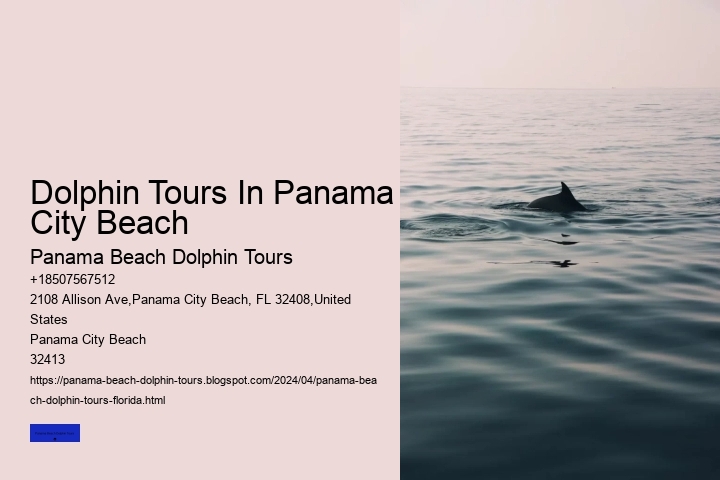 Dolphin Tours In Panama
City Beach
Panama Beach Dolphin Tours
+18507567512
2108 Allison Ave,Panama City Beach, FL 32408,United
States
Panama City Beach
32413
https://panama-beach-dolphin-tours.blogspot.com/2024/04/panama-bea
ch-dolphin-tours-florida.html